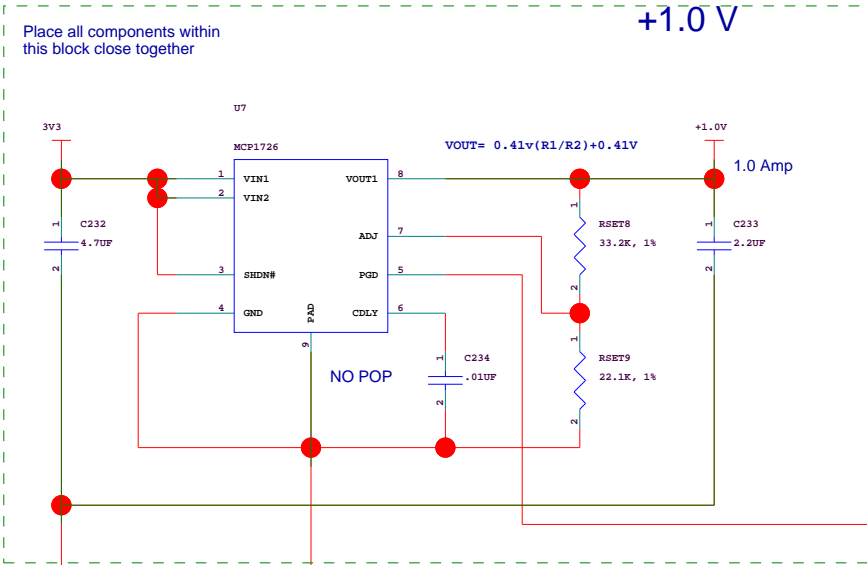 +1.0 V
Place all components within
this block close together
U7
3V3
+1.0V
MCP1726
VOUT= 0.41v(R1/R2)+0.41V
1.0 Amp
1
VIN1
VOUT1
8
2
VIN2
1
C232
4.7UF
2
1
RSET8
33.2K, 1%
2
1
C233
2.2UF
2
ADJ
7
3
SHDN#
PGD
5
4
GND
PAD
CDLY
6
9
NO POP
1
C234
.01UF
2
1
RSET9
22.1K, 1%
2